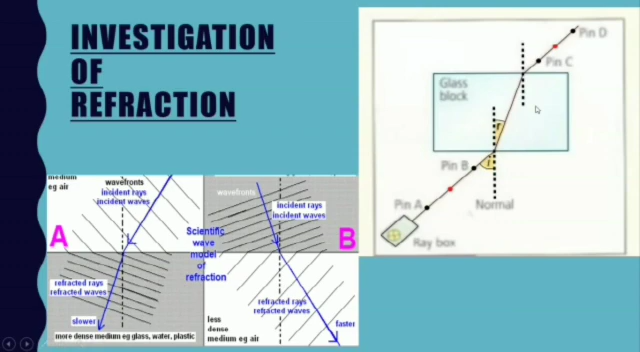 INVESTIGATION
OF
REFRACTION
Pin D
Pin C
Glass
block
r
Pin B
i
Pin A
Normal
Ray box
medium
eg air
wavefronts
incident rays
incident waves
A
refracted rays
refracted waves
slower
more dense medium eg glass, water, plastic
Scientific
wave
model
of
refraction
wavefronts
incident rays
incident waves
B
refracted rays
refracted waves
faster
less
dense
medium eg air